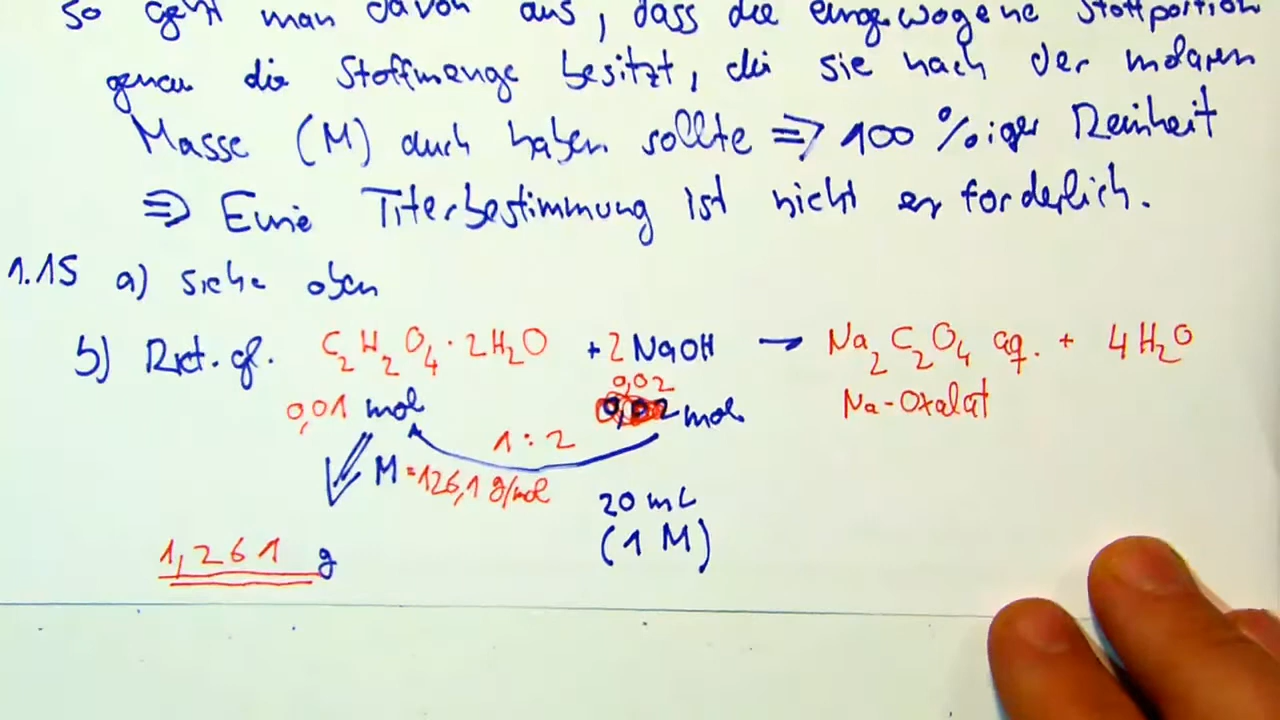 so geht man davon aus, dass die eingewogene Stoffportion
genau die Stoffmenge besitzt, die sie nach der molaren
Masse (M) auch haben sollte ⇒ 100 %iger Reinheit
⇒ Eine Titerbestimmung ist nicht erforderlich.
1.15 a) siehe oben
b) Rkt.gl. C₂H₂O₄·2H₂O + 2 NaOH → Na₂C₂O₄ aq. + 4 H₂O
0,02
0,01 mol 0,02 mol Na-Oxalat
1 : 2
M = 126,1 g/mol
20 mL
1,261 g (1 M)